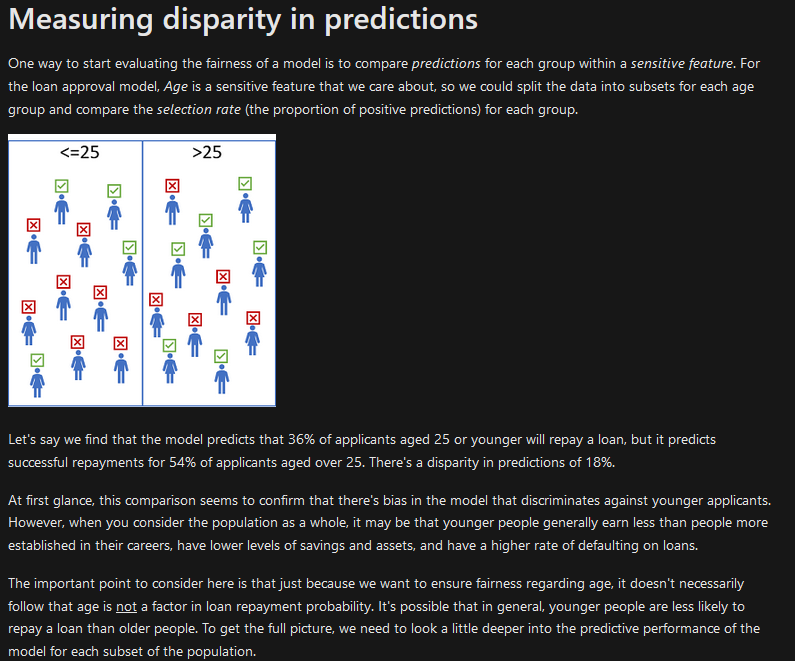 Measuring disparity in predictions
One way to start evaluating the fairness of a model is to compare predictions for each group within a sensitive feature. For
the loan approval model, Age is a sensitive feature that we care about, so we could split the data into subsets for each age
group and compare the selection rate (the proportion of positive predictions) for each group.
<=25
>25
Let's say we find that the model predicts that 36% of applicants aged 25 or younger will repay a loan, but it predicts
successful repayments for 54% of applicants aged over 25. There's a disparity in predictions of 18%.
At first glance, this comparison seems to confirm that there's bias in the model that discriminates against younger applicants.
However, when you consider the population as a whole, it may be that younger people generally earn less than people more
established in their careers, have lower levels of savings and assets, and have a higher rate of defaulting on loans.
The important point to consider here is that just because we want to ensure fairness regarding age, it doesn't necessarily
follow that age is not a factor in loan repayment probability. It's possible that in general, younger people are less likely to
repay a loan than older people. To get the full picture, we need to look a little deeper into the predictive performance of the
model for each subset of the population.